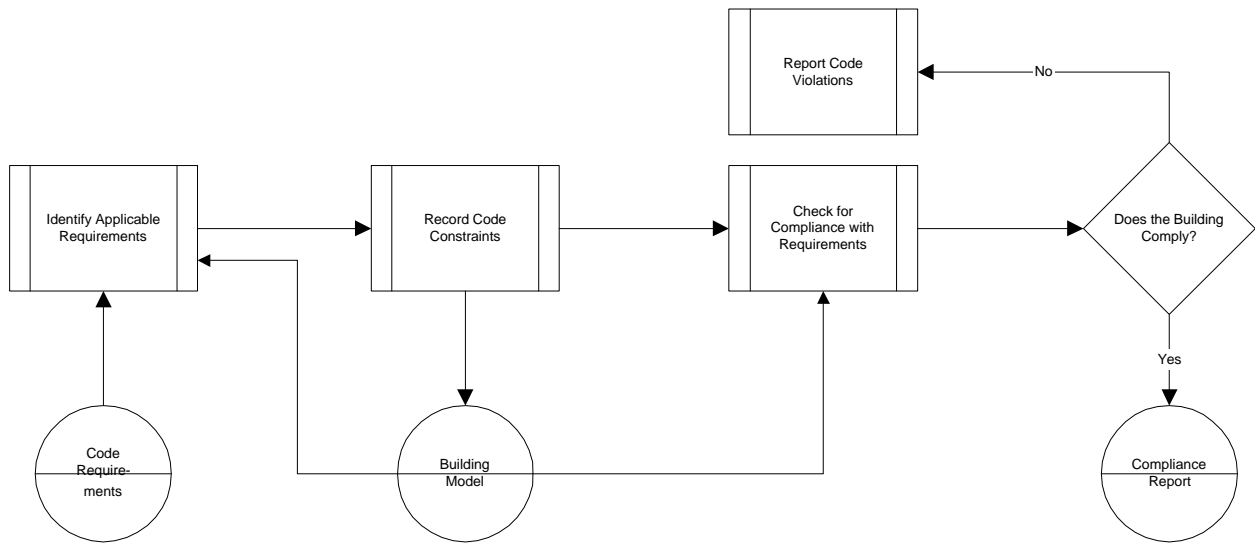 Report Code
Violations
No
Identify Applicable
Requirements
Record Code
Constraints
Check for
Compliance with
Requirements
Does the Building
Comply?
Yes
Code
Require-
ments
Building
Model
Compliance
Report